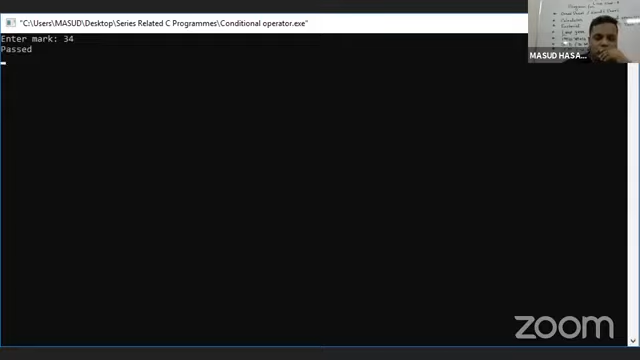 "C:\Users\MASUD\Desktop\Series Related C Programmes\Conditional operator.exe"
Enter mark: 34
Passed
MASUD HASA...
zoom